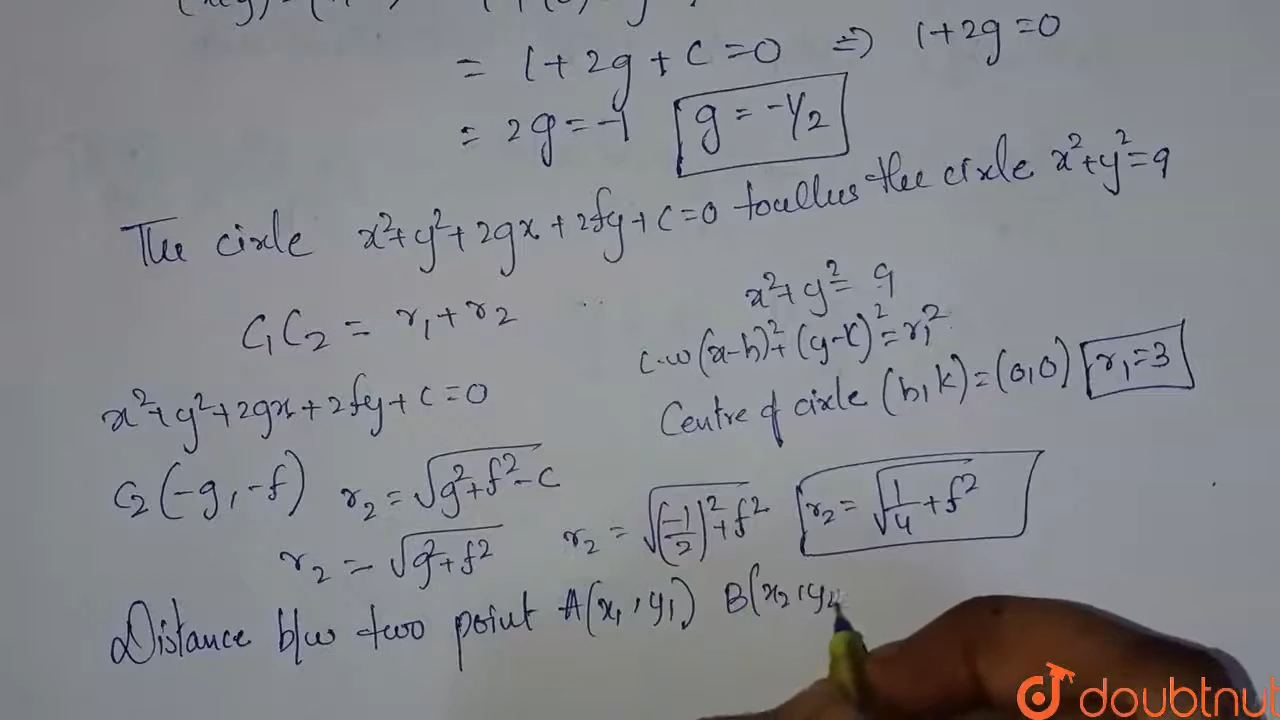 = 1 + 2g + c = 0 ⇒ 1+2g = 0
= 2g = -1 g = -1/2
The circle x²+y²+2gx+2fy+c=0 touches the circle x²+y²=9
C₁C₂ = r₁+r₂
x²+y²+2gx+2fy+c=0
C₂(-g,-f) r₂ = √g²+f²-c
r₂ = √g²+f²
x²+y²= 9
c.w (x-h)²+(y-k)²=r₁²
Centre of circle (h,k)=(0,0) r₁=3
r₂ = √(-1/2)²+f² r₂ = √1/4+f²
Distance b/w two point A(x₁,y₁) B(x₂,y₂
doubtnut